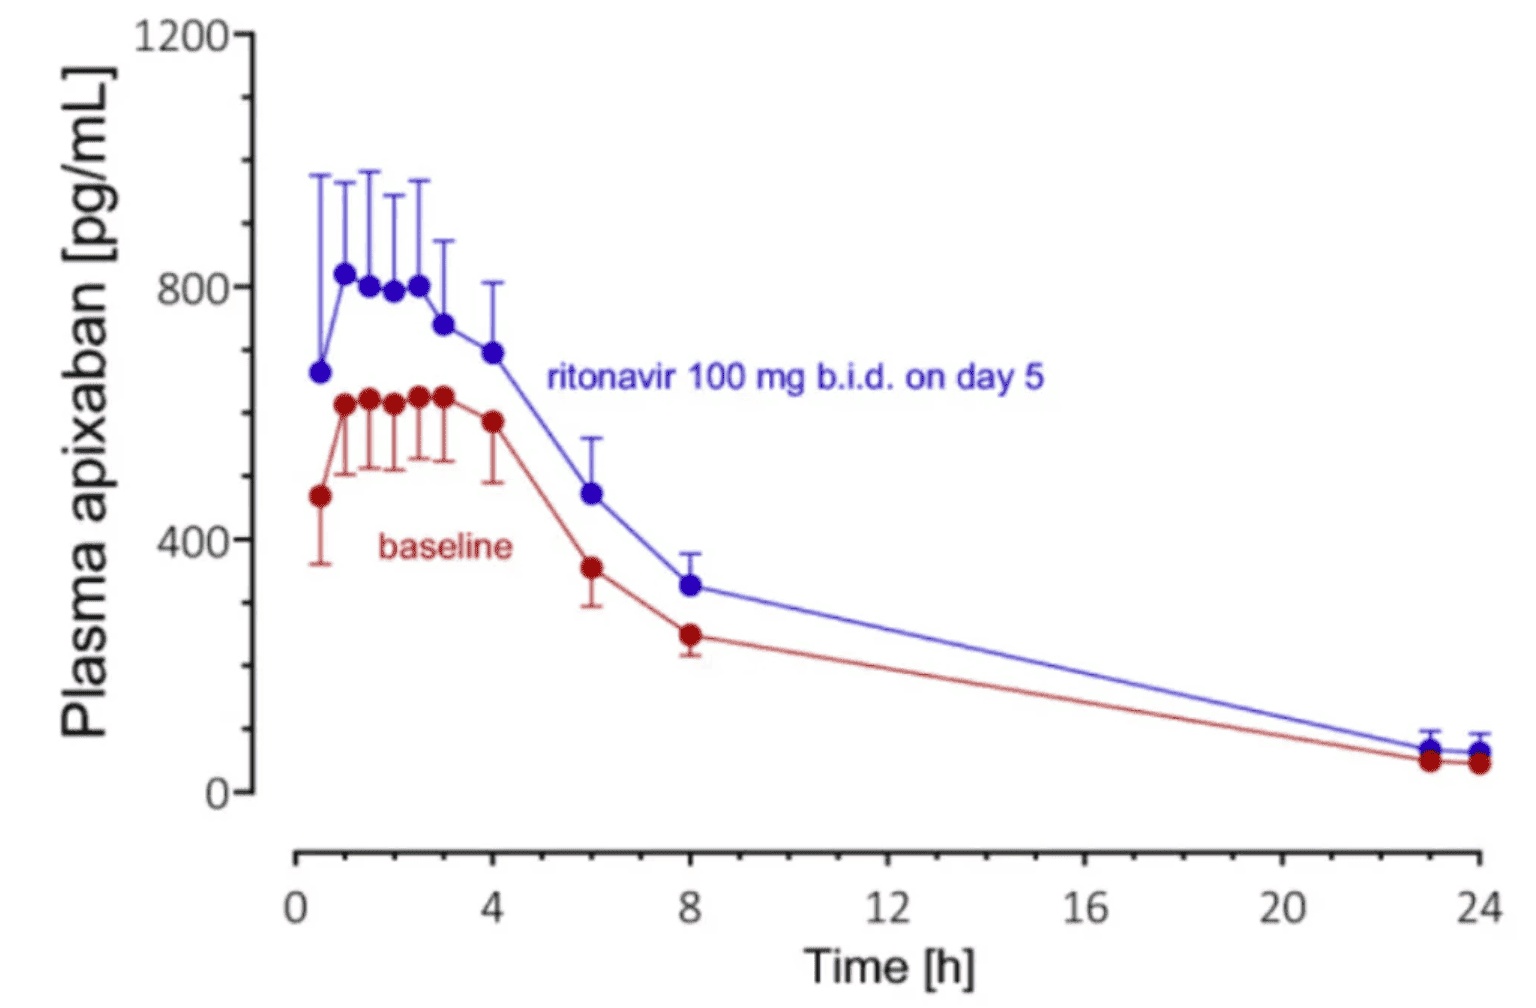 Plasma apixaban [pg/mL]
1200
800
400
0
ritonavir 100 mg b.i.d. on day 5
baseline
0 4 8 12 16 20 24
Time [h]